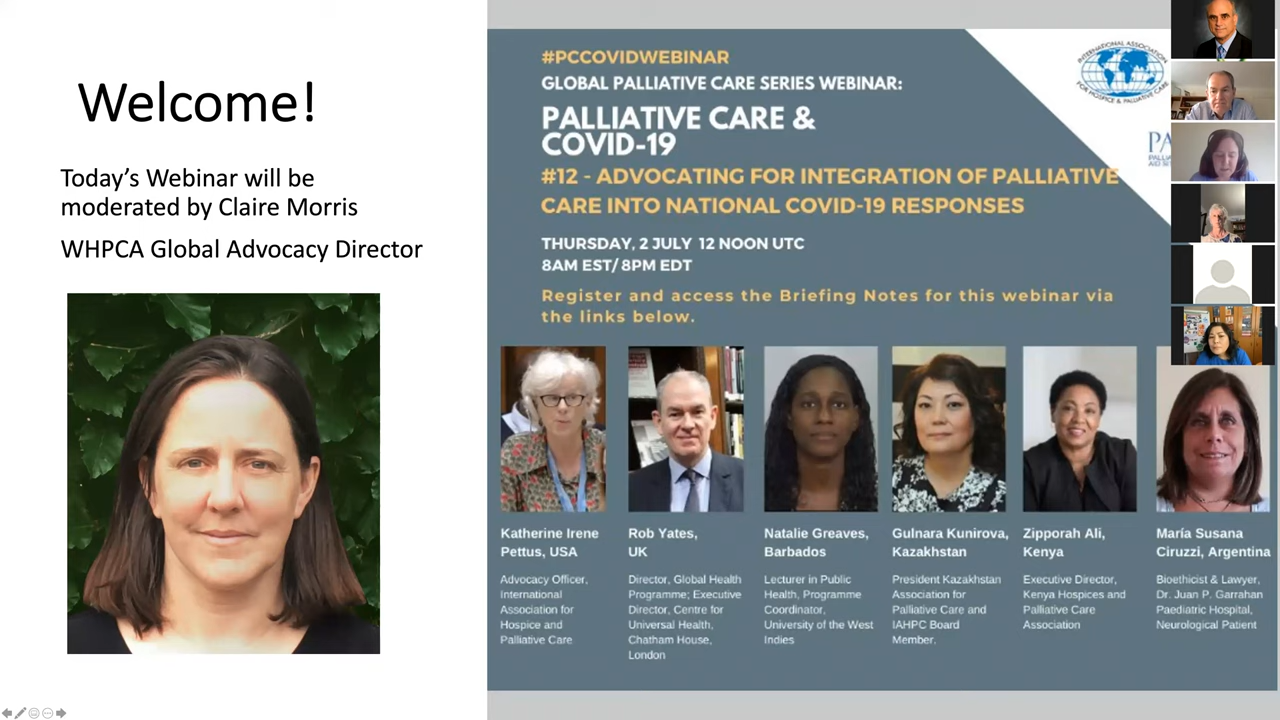 Welcome!
Today's Webinar will be
moderated by Claire Morris
WHPCA Global Advocacy Director
#PCCOVIDWEBINAR
GLOBAL PALLIATIVE CARE SERIES WEBINAR:
PALLIATIVE CARE &
COVID-19
#12 - ADVOCATING FOR INTEGRATION OF PALLIATIVE
CARE INTO NATIONAL COVID-19 RESPONSES
THURSDAY, 2 JULY 12 NOON UTC
8AM EST/ 8PM EDT
Register and access the Briefing Notes for this webinar via
the links below.
INTERNATIONAL ASSOCIATION
FOR HOSPICE & PALLIATIVE CARE
Katherine Irene
Pettus, USA
Advocacy Officer,
International
Association for
Hospice and
Palliative Care
Rob Yates,
UK
Director, Global Health
Programme; Executive
Director, Centre for
Universal Health,
Chatham House,
London
Natalie Greaves,
Barbados
Lecturer in Public
Health, Programme
Coordinator,
University of the West
Indies
Gulnara Kunirova,
Kazakhstan
President Kazakhstan
Association for
Palliative Care and
IAHPC Board
Member.
Zipporah Ali,
Kenya
Executive Director,
Kenya Hospices and
Palliative Care
Association
María Susana
Ciruzzi, Argentina
Bioethicist & Lawyer,
Dr. Juan P. Garrahan
Paediatric Hospital,
Neurological Patient